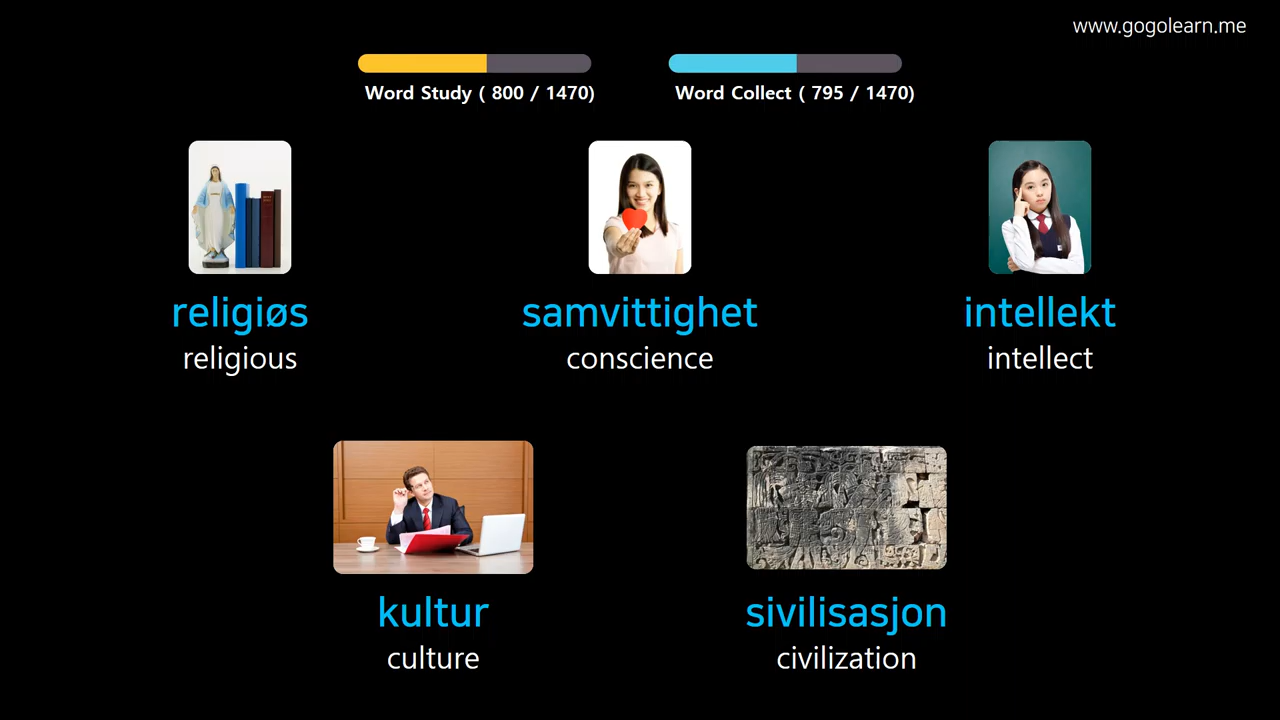 www.gogolearn.me
Word Study ( 800 / 1470)
Word Collect ( 795 / 1470)
religiøs
religious
samvittighet
conscience
intellekt
intellect
kultur
culture
sivilisasjon
civilization